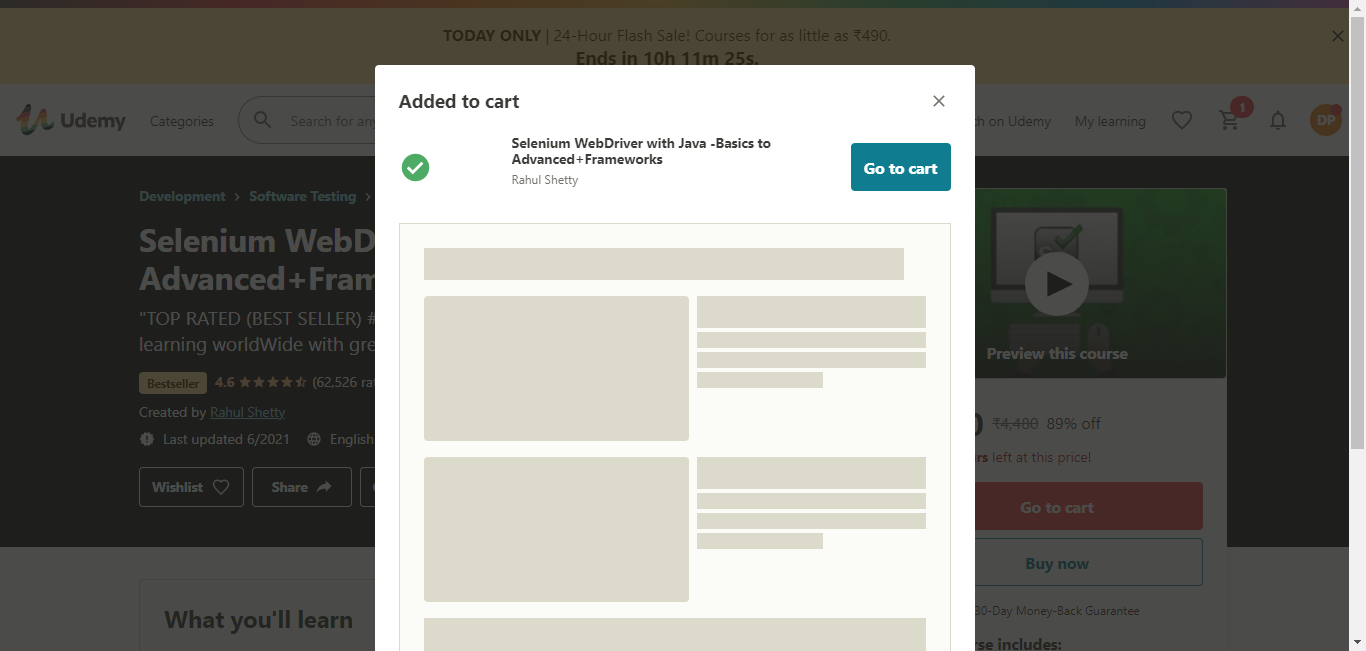 TODAY ONLY | 24-Hour Flash Sale! Courses for as little as ₹490.
Ends in 10h 11m 25s.
Udemy
Categories
Search for any
on Udemy
My learning
1
DP
Added to cart
Selenium WebDriver with Java -Basics to
Advanced+Frameworks
Rahul Shetty
Go to cart
Development
Software Testing
Selenium WebD
Advanced+Fram
"TOP RATED (BEST SELLER) #
learning worldWide with gre
Bestseller
4.6
(62,526 rat
Created by Rahul Shetty
Last updated 6/2021
English
Wishlist
Share
What you'll learn
Preview this course
₹4,480 89% off
left at this price!
Go to cart
Buy now
30-Day Money-Back Guarantee
includes: